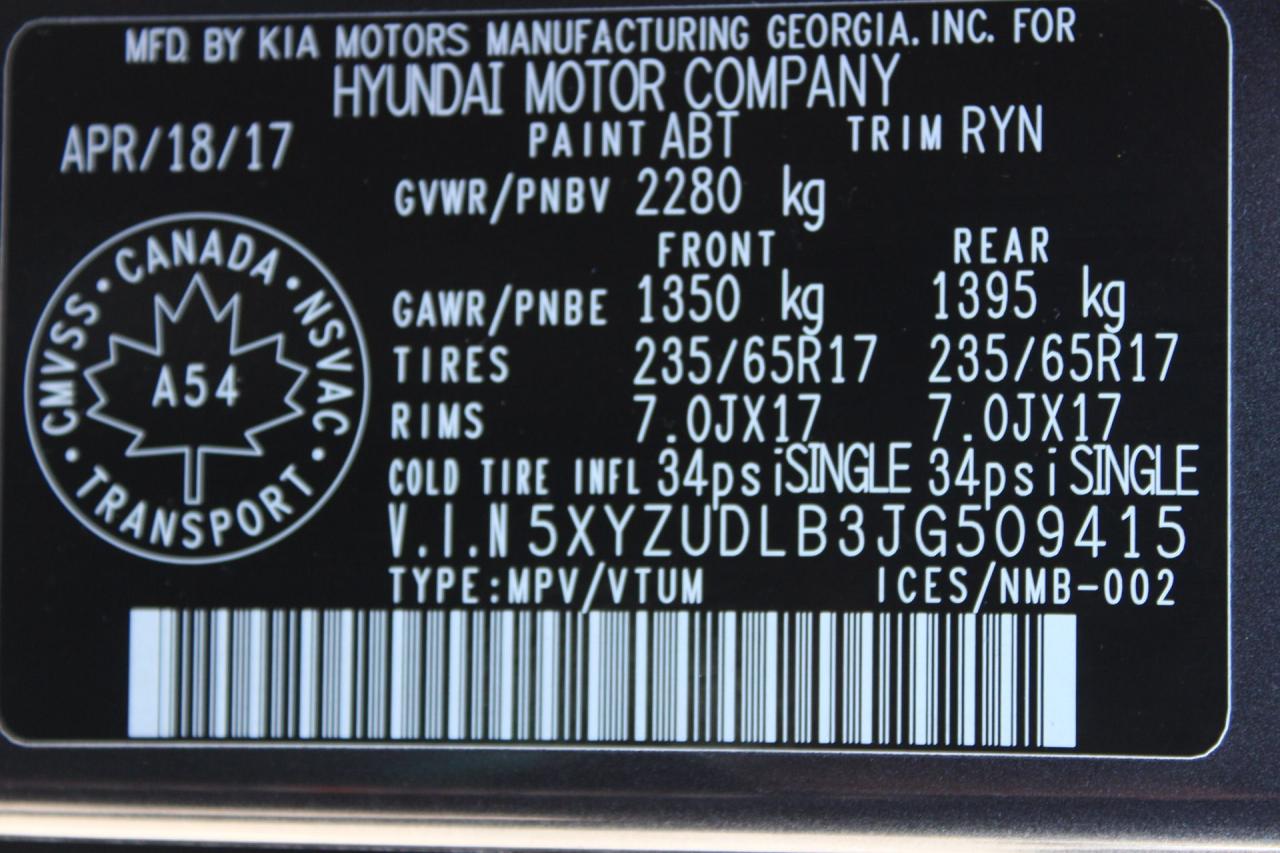 MFD. BY KIA MOTORS MANUFACTURING GEORGIA. INC. FOR
HYUNDAI MOTOR COMPANY
APR/18/17 PAINT ABT TRIM RYN
GVWR/PNBV 2280 kg
FRONT REAR
GAWR/PNBE 1350 kg 1395 kg
TIRES 235/65R17 235/65R17
RIMS 7.0JX17 7.0JX17
COLD TIRE INFL 34psiSINGLE 34psi SINGLE
V.I.N 5XYZUDLB3JG509415
TYPE:MPV/VTUM ICES/NMB-002
CMVSS • CANADA • NSVAC • TRANSPORT •
A54